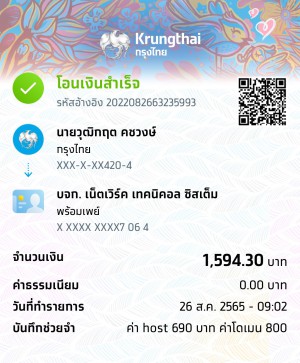 Krungthai
กรุงไทย
โอนเงินสำเร็จ
รหัสอ้างอิง 2022082663235993
นายวุฒิกฤต คชวงษ์
กรุงไทย
XXX-X-XX420-4
บจก. เน็ตเวิร์ค เทคนิคอล ซิสเต็ม
พร้อมเพย์
X XXXX XXXX7 06 4
จำนวนเงิน 1,594.30 บาท
ค่าธรรมเนียม 0.00 บาท
วันที่ทำรายการ 26 ส.ค. 2565 - 09:02
บันทึกช่วยจำ ค่า host 690 บาท ค่าโดเมน 800